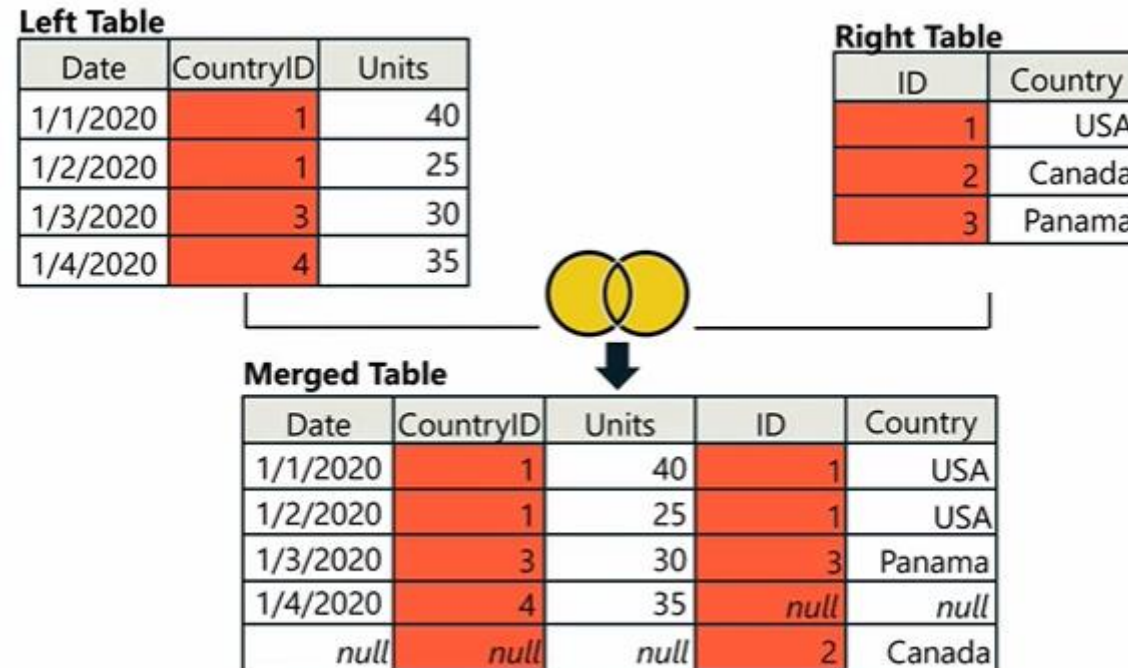 Left Table
Date CountryID Units
1/1/2020 1 40
1/2/2020 1 25
1/3/2020 3 30
1/4/2020 4 35
Right Table
ID Country
1 USA
2 Canada
3 Panama
Merged Table
Date CountryID Units ID Country
1/1/2020 1 40 1 USA
1/2/2020 1 25 1 USA
1/3/2020 3 30 3 Panama
1/4/2020 4 35 null null
null null null 2 Canada